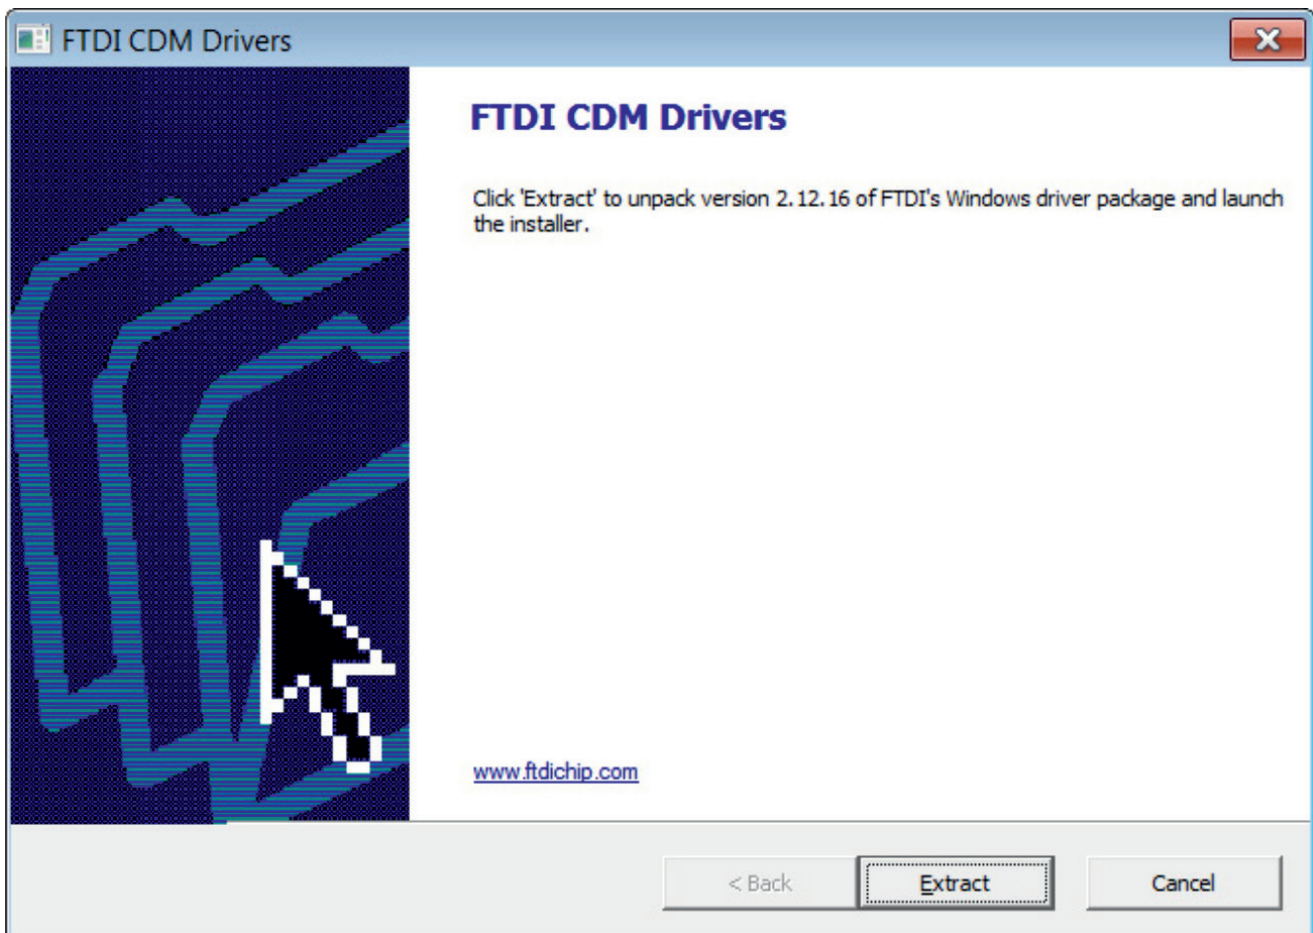 FTDI CDM Drivers
FTDI CDM Drivers
Click 'Extract' to unpack version 2.12.16 of FTDI's Windows driver package and launch
the installer.
www.ftdichip.com
< Back
Extract
Cancel